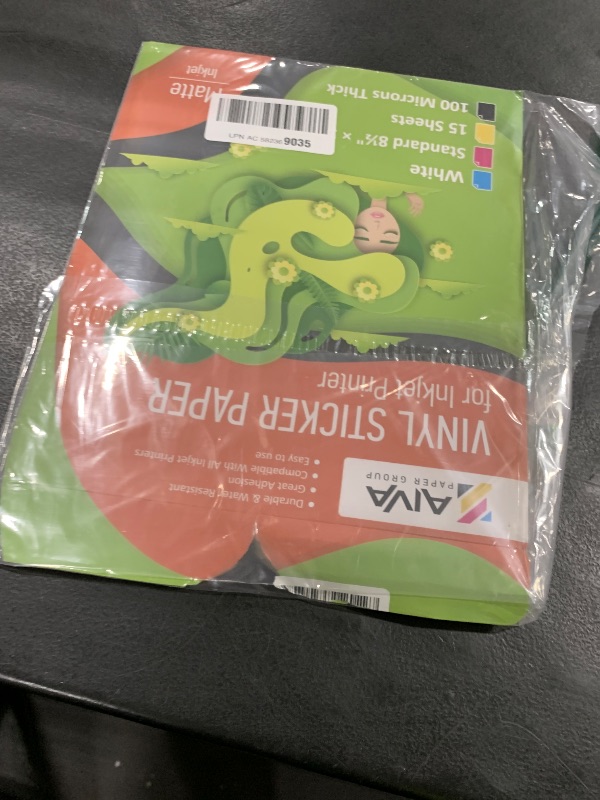 AIVA
PAPER GROUP
Durable & Water Resistant
Great Adhesion
Compatible With All Inkjet Printers
Easy to use
VINYL STICKER PAPER
for Inkjet Printer
White
Standard 8½" ×
15 Sheets
100 Microns Thick
LPN AC 9035
Matte
Inkjet